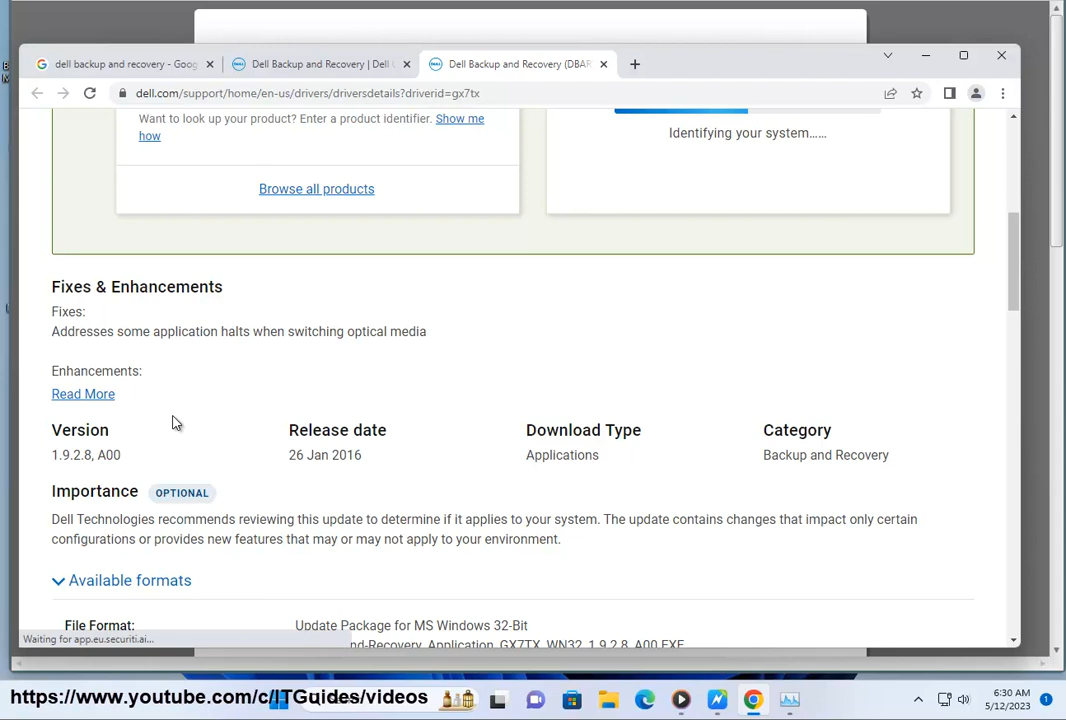 dell backup and recovery - Goog
Dell Backup and Recovery | Dell U
Dell Backup and Recovery (DBAR
dell.com/support/home/en-us/drivers/driversdetails?driverid=gx7tx
Want to look up your product? Enter a product identifier. Show me
how
Identifying your system......
Browse all products
Fixes & Enhancements
Fixes:
Addresses some application halts when switching optical media
Enhancements:
Read More
Version
Release date
Download Type
Category
1.9.2.8, A00
26 Jan 2016
Applications
Backup and Recovery
Importance OPTIONAL
Dell Technologies recommends reviewing this update to determine if it applies to your system. The update contains changes that impact only certain
configurations or provides new features that may or may not apply to your environment.
Available formats
File Format:
Update Package for MS Windows 32-Bit
nd-Recovery_Application_GX7TX_WN32_1.9.2.8_A00.EXE
Waiting for app.eu.securiti.ai...
https://www.youtube.com/c/ITGuides/videos
6:30 AM
5/12/2023
1